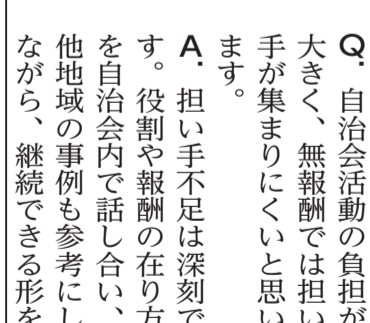 Q. 自治会活動の負担が
大きく、無報酬では担い
手が集まりにくいと思い
ます。
A. 担い手不足は深刻で
す。役割や報酬の在り方
を自治会内で話し合い、
他地域の事例も参考にし
ながら、継続できる形を